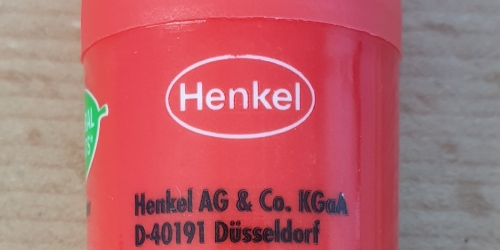 Henkel
Henkel AG & Co. KGaA
D-40191 Düsseldorf